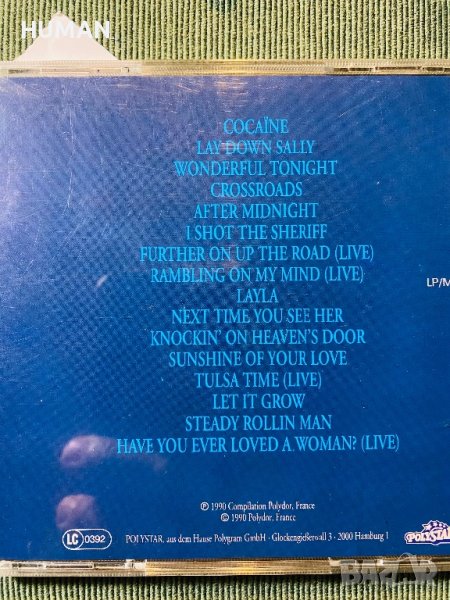 HUMAN
COCAÏNE
LAY DOWN SALLY
WONDERFUL TONIGHT
CROSSROADS
AFTER MIDNIGHT
I SHOT THE SHERIFF
FURTHER ON UP THE ROAD (LIVE)
RAMBLING ON MY MIND (LIVE)
LAYLA
LP/M
NEXT TIME YOU SEE HER
KNOCKIN' ON HEAVEN'S DOOR
SUNSHINE OF YOUR LOVE
TULSA TIME (LIVE)
LET IT GROW
STEADY ROLLIN MAN
HAVE YOU EVER LOVED A WOMAN? (LIVE)
℗ 1990 Compilation Polydor, France
© 1990 Polydor, France
LC 0392
POLYSTAR, aus dem Hause Polygram GmbH · Glockengießerwall 3 · 2000 Hamburg 1
POLYSTAR